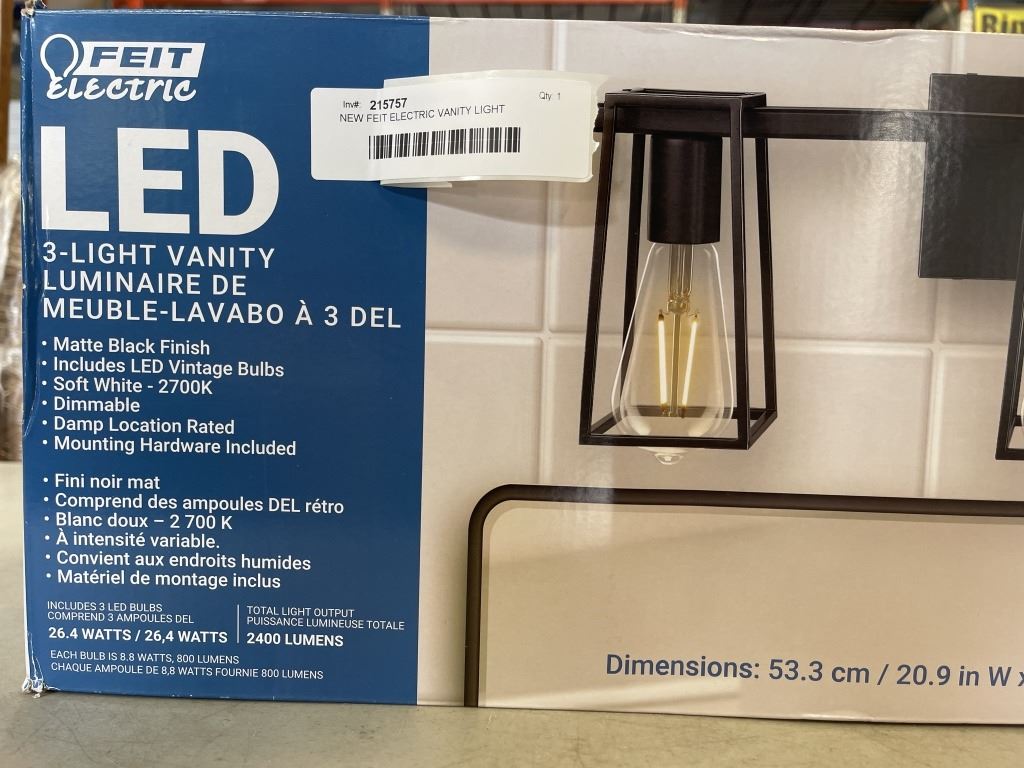 FEIT
Electric
Inv#: 215757
Qty: 1
NEW FEIT ELECTRIC VANITY LIGHT
LED
3-LIGHT VANITY
LUMINAIRE DE
MEUBLE-LAVABO À 3 DEL
• Matte Black Finish
• Includes LED Vintage Bulbs
• Soft White - 2700K
• Dimmable
• Damp Location Rated
• Mounting Hardware Included
• Fini noir mat
• Comprend des ampoules DEL rétro
• Blanc doux – 2 700 K
• À intensité variable.
• Convient aux endroits humides
• Matériel de montage inclus
INCLUDES 3 LED BULBS
COMPREND 3 AMPOULES DEL
26.4 WATTS / 26,4 WATTS
TOTAL LIGHT OUTPUT
PUISSANCE LUMINEUSE TOTALE
2400 LUMENS
EACH BULB IS 8.8 WATTS, 800 LUMENS
CHAQUE AMPOULE DE 8,8 WATTS FOURNIE 800 LUMENS
Dimensions: 53.3 cm / 20.9 in W x